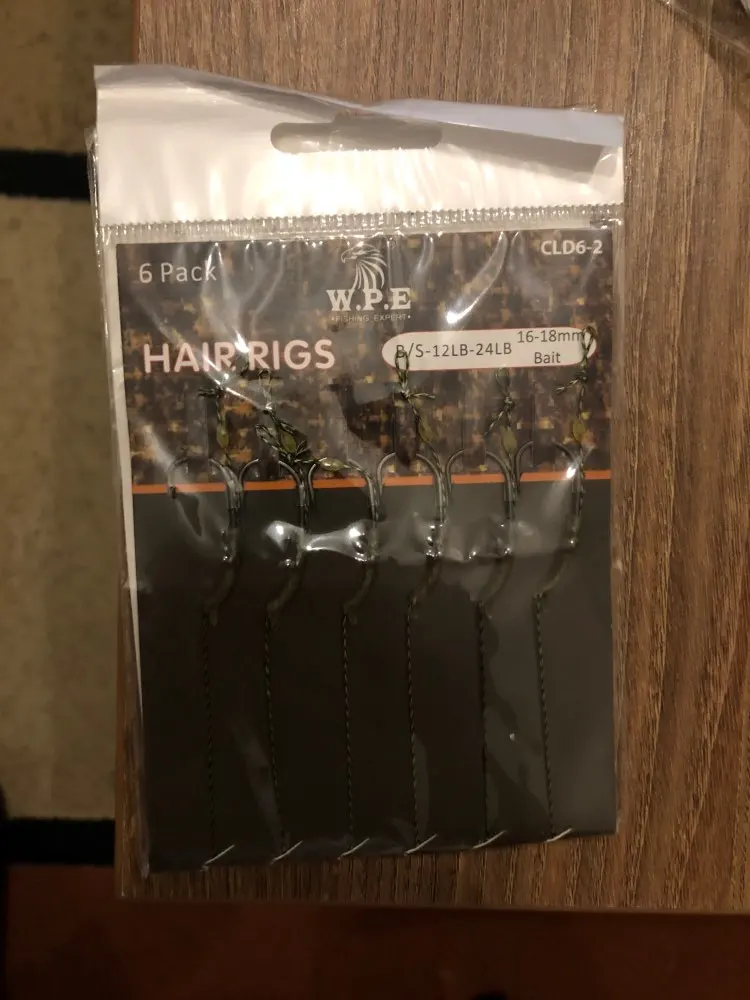 6 Pack
CLD6-2
W.P.E
•FISHING EXPERT•
HAIR RIGS
B/S-12LB-24LB
16-18mm
Bait